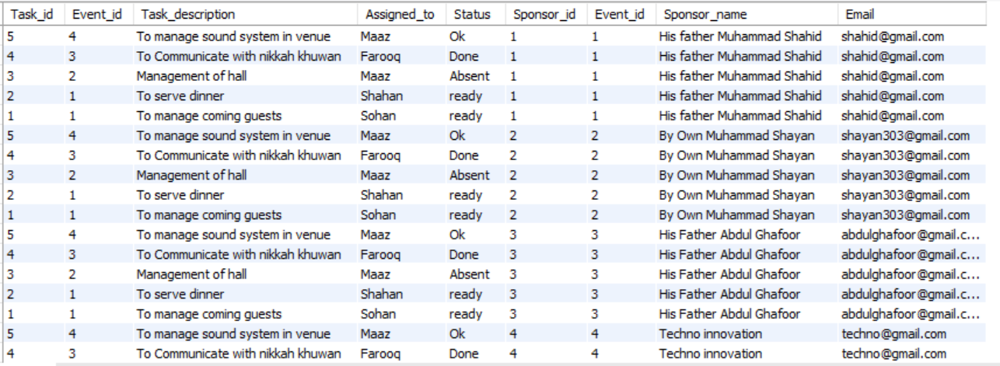 Task_id Event_id Task_description Assigned_to Status Sponsor_id Event_id Sponsor_name Email
5 4 To manage sound system in venue Maaz Ok 1 1 His father Muhammad Shahid shahid@gmail.com
4 3 To Communicate with nikkah khuwan Farooq Done 1 1 His father Muhammad Shahid shahid@gmail.com
3 2 Management of hall Maaz Absent 1 1 His father Muhammad Shahid shahid@gmail.com
2 1 To serve dinner Shahan ready 1 1 His father Muhammad Shahid shahid@gmail.com
1 1 To manage coming guests Sohan ready 1 1 His father Muhammad Shahid shahid@gmail.com
5 4 To manage sound system in venue Maaz Ok 2 2 By Own Muhammad Shayan shayan303@gmail.com
4 3 To Communicate with nikkah khuwan Farooq Done 2 2 By Own Muhammad Shayan shayan303@gmail.com
3 2 Management of hall Maaz Absent 2 2 By Own Muhammad Shayan shayan303@gmail.com
2 1 To serve dinner Shahan ready 2 2 By Own Muhammad Shayan shayan303@gmail.com
1 1 To manage coming guests Sohan ready 2 2 By Own Muhammad Shayan shayan303@gmail.com
5 4 To manage sound system in venue Maaz Ok 3 3 His Father Abdul Ghafoor abdulghafoor@gmail.c...
4 3 To Communicate with nikkah khuwan Farooq Done 3 3 His Father Abdul Ghafoor abdulghafoor@gmail.c...
3 2 Management of hall Maaz Absent 3 3 His Father Abdul Ghafoor abdulghafoor@gmail.c...
2 1 To serve dinner Shahan ready 3 3 His Father Abdul Ghafoor abdulghafoor@gmail.c...
1 1 To manage coming guests Sohan ready 3 3 His Father Abdul Ghafoor abdulghafoor@gmail.c...
5 4 To manage sound system in venue Maaz Ok 4 4 Techno innovation techno@gmail.com
4 3 To Communicate with nikkah khuwan Farooq Done 4 4 Techno innovation techno@gmail.com